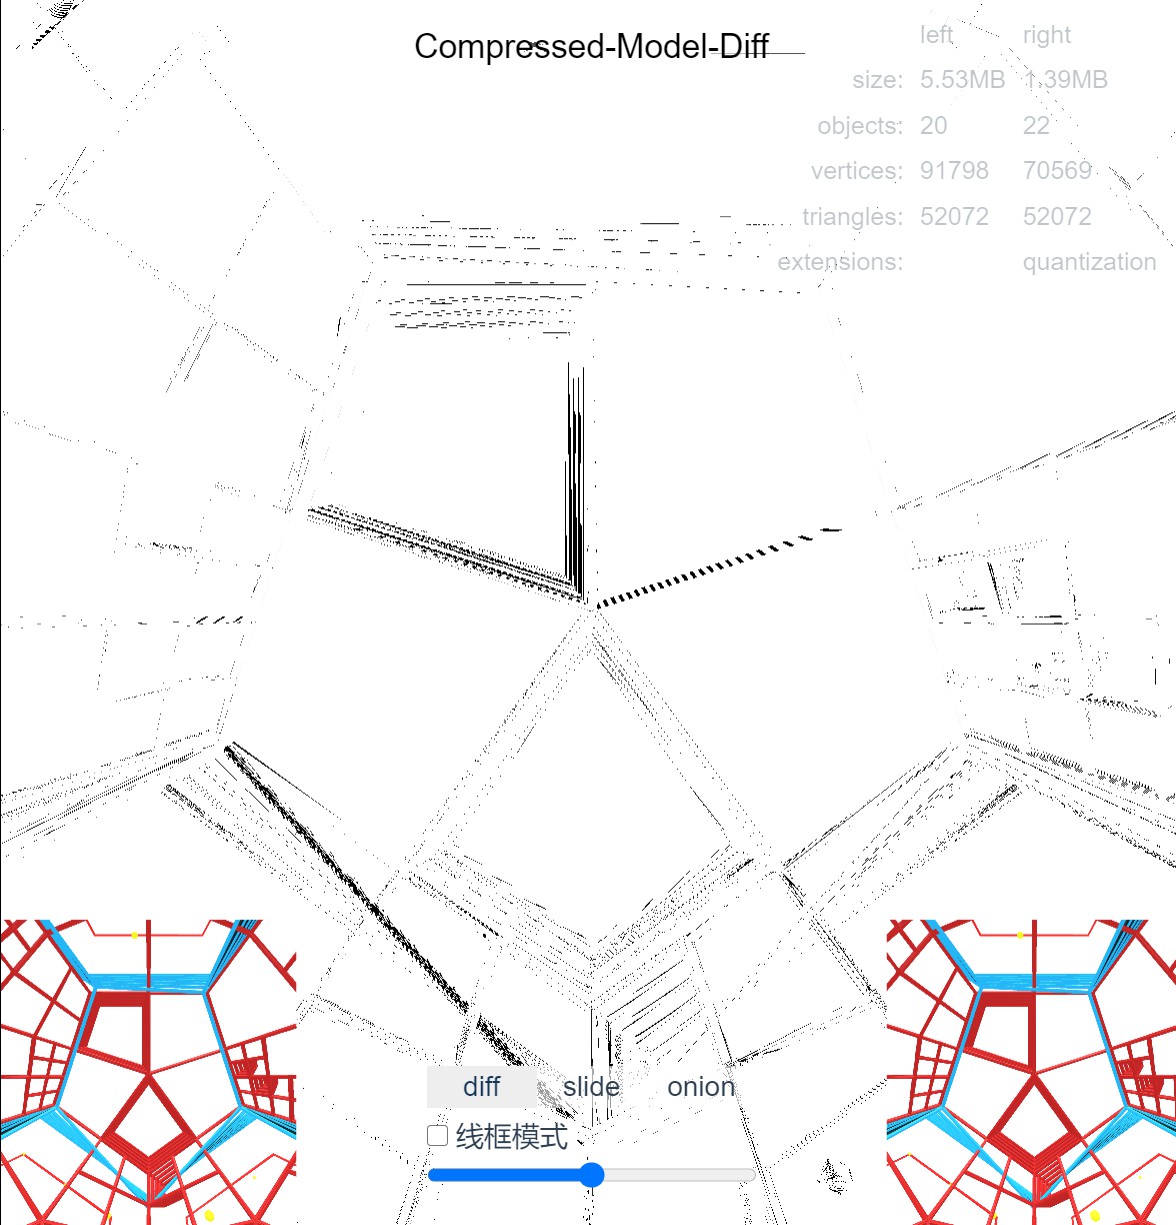 Compressed-Model-Diff
left right
size: 5.53MB 1.39MB
objects: 20 22
vertices: 91798 70569
triangles: 52072 52072
extensions: quantization
diff slide onion
线框模式